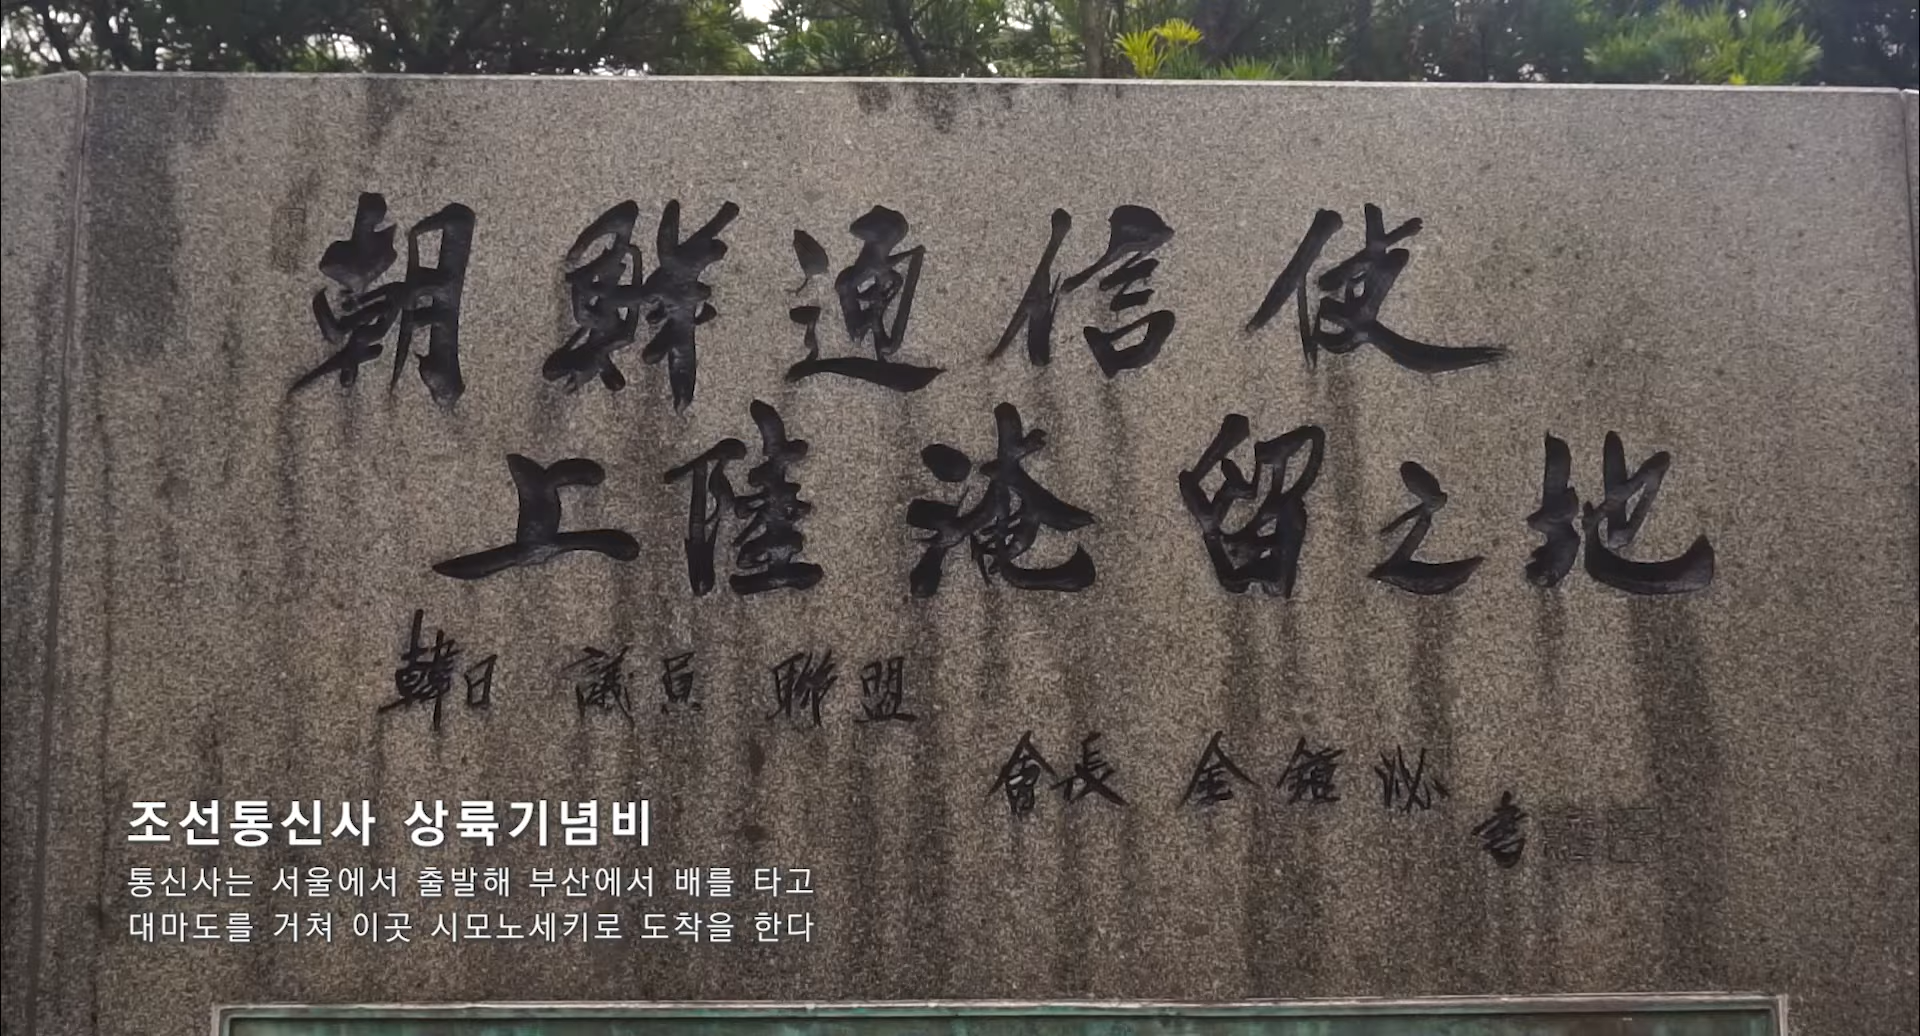 朝鮮通信使
上陸淹留之地
韓日 議員 聯盟
會長 金鍾泌
書
조선통신사 상륙기념비
통신사는 서울에서 출발해 부산에서 배를 타고
대마도를 거쳐 이곳 시모노세키로 도착을 한다